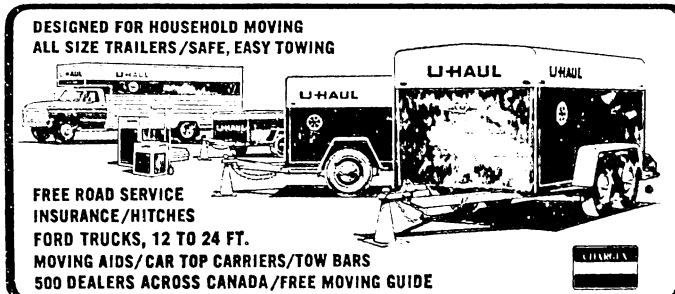 DESIGNED FOR HOUSEHOLD MOVING
ALL SIZE TRAILERS/SAFE, EASY TOWING
U-HAUL
U-HAUL
U-HAUL
U-HAUL
U-HAUL
U-HAUL
FREE ROAD SERVICE
INSURANCE/HITCHES
FORD TRUCKS, 12 TO 24 FT.
MOVING AIDS/CAR TOP CARRIERS/TOW BARS
500 DEALERS ACROSS CANADA/FREE MOVING GUIDE
CHARGEX